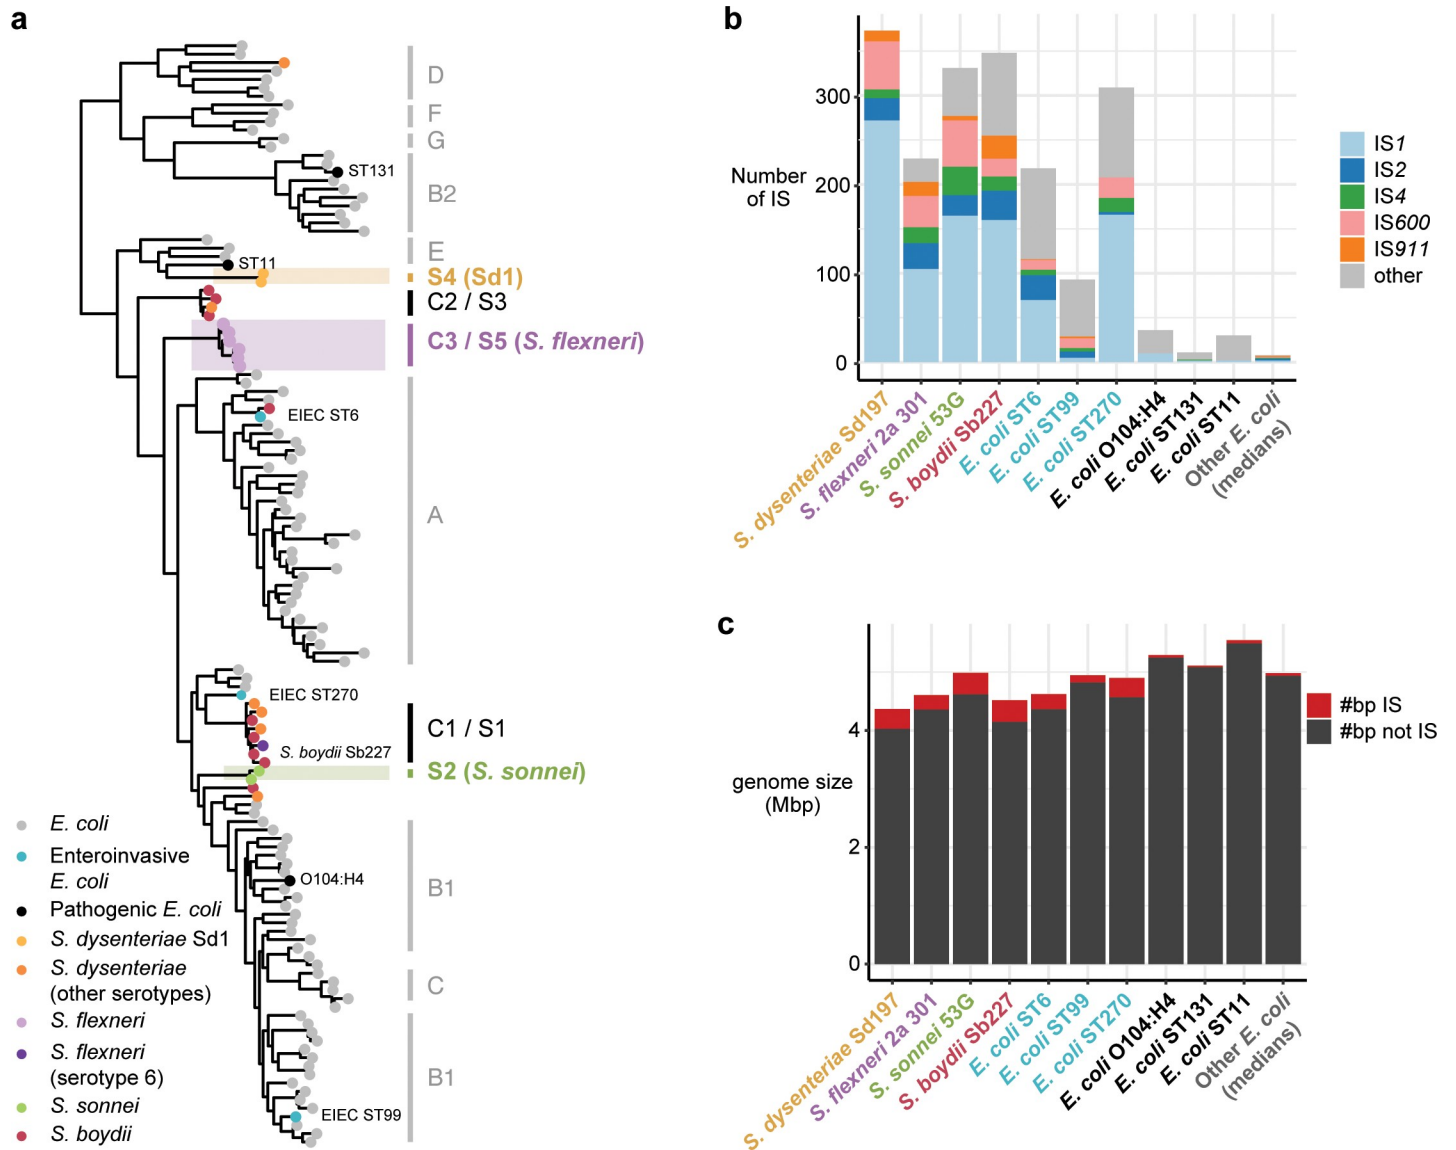 a
D
F
G
ST131
B2
E
ST11
S4 (Sd1)
C2 / S3
C3 / S5 (S. flexneri)
EIEC ST6
A
EIEC ST270
C1 / S1
S. boydii Sb227
S2 (S. sonnei)
O104:H4
B1
C
B1
EIEC ST99
E. coli
Enteroinvasive
E. coli
Pathogenic E. coli
S. dysenteriae Sd1
S. dysenteriae
(other serotypes)
S. flexneri
S. flexneri
(serotype 6)
S. sonnei
S. boydii
b
Number
of IS
300
200
100
0
S. dysenteriae Sd197
S. flexneri 2a 301
S. sonnei 53G
S. boydii Sb227
E. coli ST6
E. coli ST99
E. coli ST270
E. coli O104:H4
E. coli ST131
E. coli ST11
Other E. coli
(medians)
IS1
IS2
IS4
IS600
IS911
other
c
genome size
(Mbp)
4
2
0
S. dysenteriae Sd197
S. flexneri 2a 301
S. sonnei 53G
S. boydii Sb227
E. coli ST6
E. coli ST99
E. coli ST270
E. coli O104:H4
E. coli ST131
E. coli ST11
Other E. coli
(medians)
#bp IS
#bp not IS